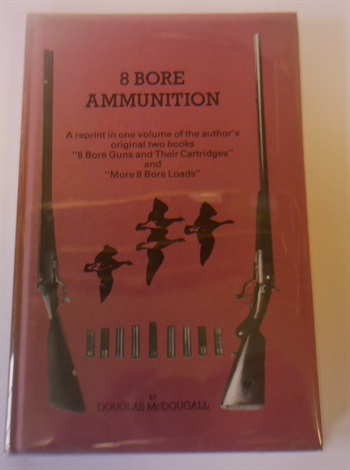 8 BORE
AMMUNITION
A reprint in one volume of the author's
original two books
"8 Bore Guns and Their Cartridges"
and
"More 8 Bore Loads"
BY
DOUGLAS McDOUGALL